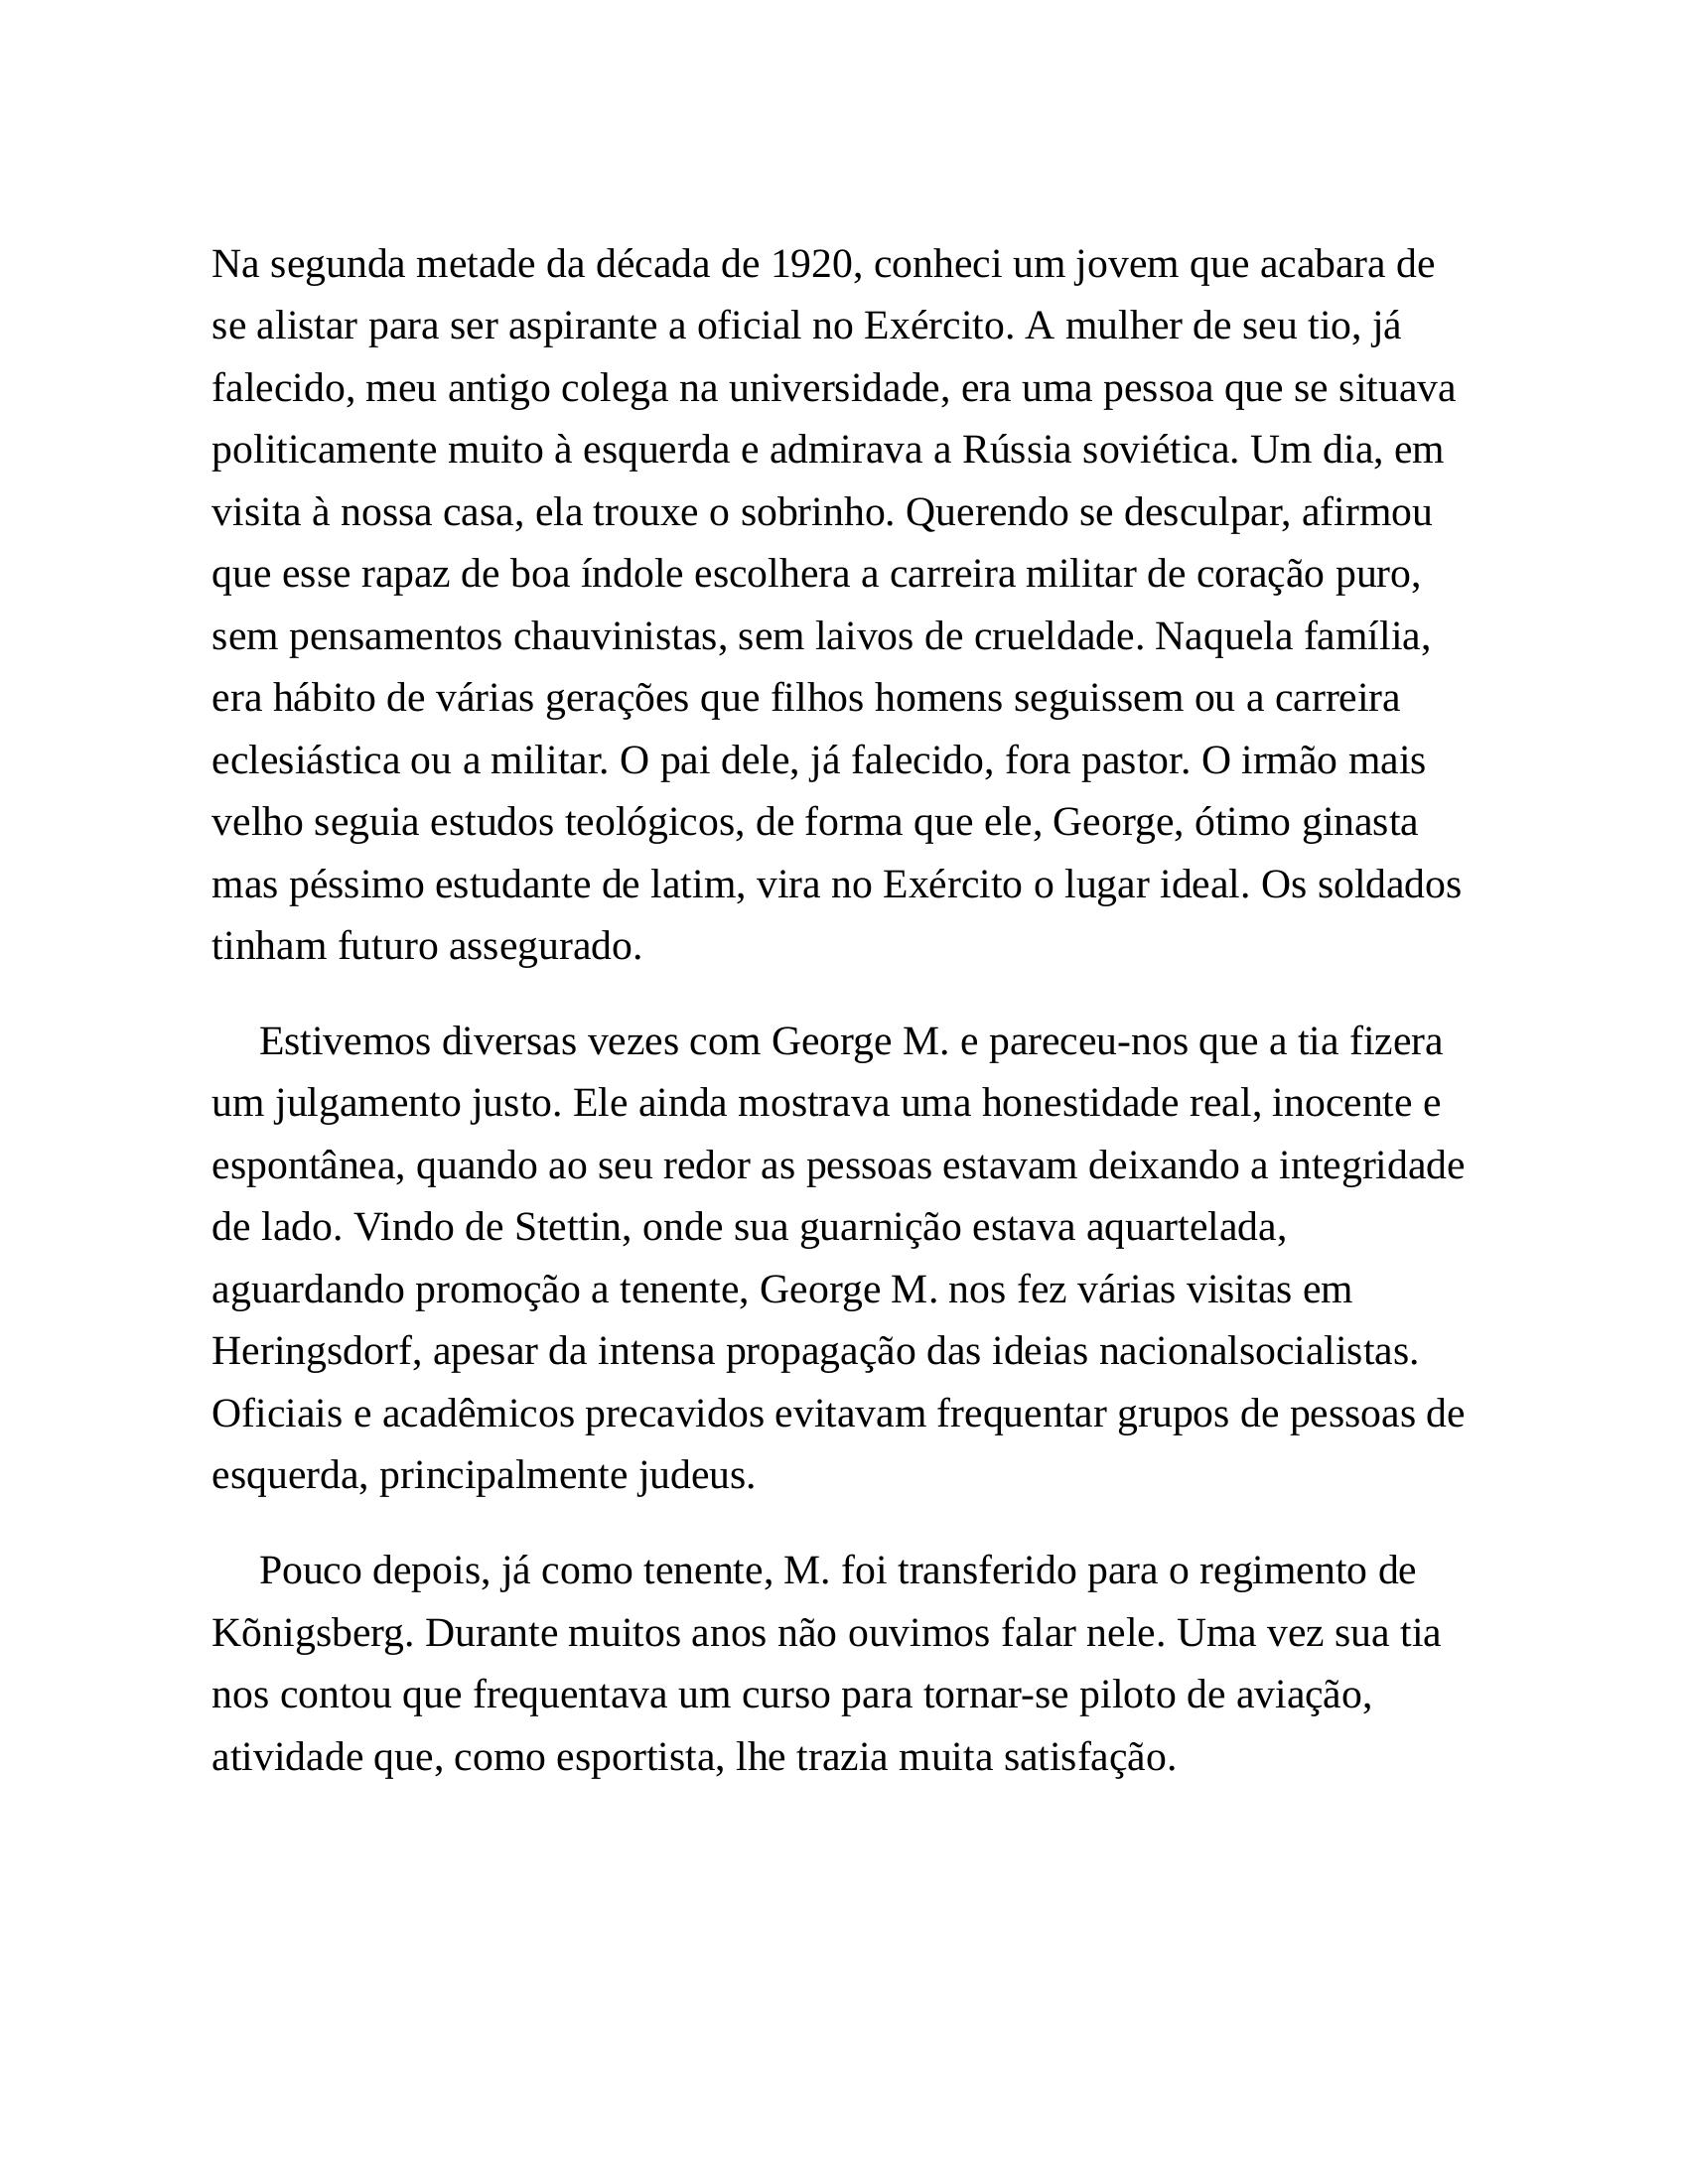 Na segunda metade da década de 1920, conheci um jovem que acabara de
se alistar para ser aspirante a oficial no Exército. A mulher de seu tio, já
falecido, meu antigo colega na universidade, era uma pessoa que se situava
politicamente muito à esquerda e admirava a Rússia soviética. Um dia, em
visita à nossa casa, ela trouxe o sobrinho. Querendo se desculpar, afirmou
que esse rapaz de boa índole escolhera a carreira militar de coração puro,
sem pensamentos chauvinistas, sem laivos de crueldade. Naquela família,
era hábito de várias gerações que filhos homens seguissem ou a carreira
eclesiástica ou a militar. O pai dele, já falecido, fora pastor. O irmão mais
velho seguia estudos teológicos, de forma que ele, George, ótimo ginasta
mas péssimo estudante de latim, vira no Exército o lugar ideal. Os soldados
tinham futuro assegurado.
Estivemos diversas vezes com George M. e pareceu-nos que a tia fizera
um julgamento justo. Ele ainda mostrava uma honestidade real, inocente e
espontânea, quando ao seu redor as pessoas estavam deixando a integridade
de lado. Vindo de Stettin, onde sua guarnição estava aquartelada,
aguardando promoção a tenente, George M. nos fez várias visitas em
Heringsdorf, apesar da intensa propagação das ideias nacionalsocialistas.
Oficiais e acadêmicos precavidos evitavam frequentar grupos de pessoas de
esquerda, principalmente judeus.
Pouco depois, já como tenente, M. foi transferido para o regimento de
Kõnigsberg. Durante muitos anos não ouvimos falar nele. Uma vez sua tia
nos contou que frequentava um curso para tornar-se piloto de aviação,
atividade que, como esportista, lhe trazia muita satisfação.